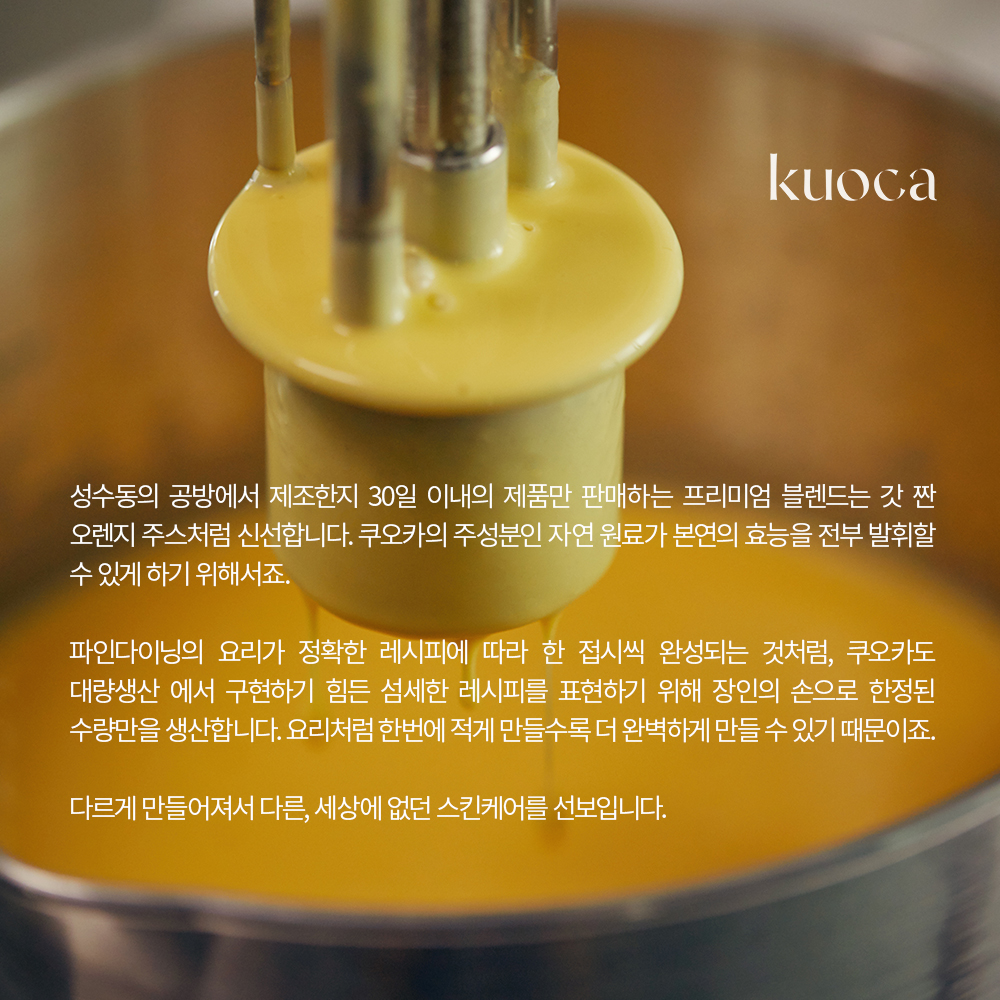 kuoca
성수동의 공방에서 제조한지 30일 이내의 제품만 판매하는 프리미엄 블렌드는 갓 짠
오렌지 주스처럼 신선합니다. 쿠오카의 주성분인 자연 원료가 본연의 효능을 전부 발휘할
수 있게 하기 위해서죠.
파인다이닝의 요리가 정확한 레시피에 따라 한 접시씩 완성되는 것처럼, 쿠오카도
대량생산 에서 구현하기 힘든 섬세한 레시피를 표현하기 위해 장인의 손으로 한정된
수량만을 생산합니다. 요리처럼 한번에 적게 만들수록 더 완벽하게 만들 수 있기 때문이죠.
다르게 만들어져서 다른, 세상에 없던 스킨케어를 선보입니다.